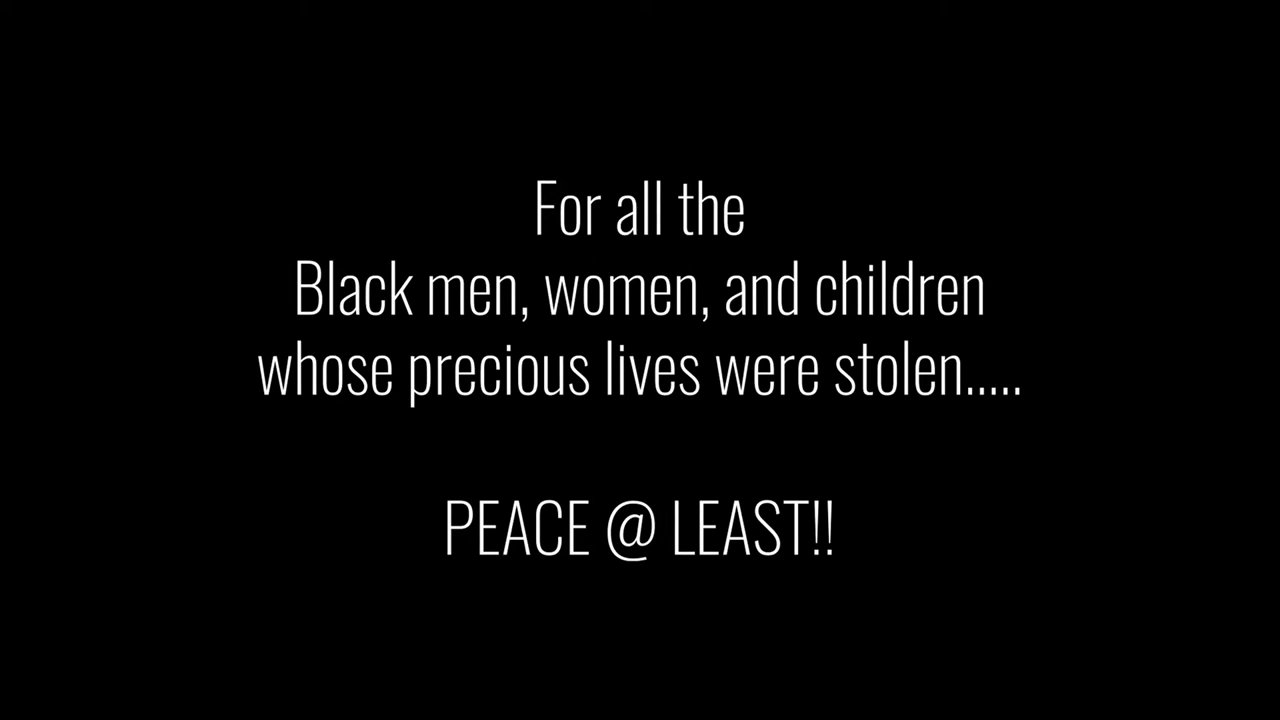 For all the
Black men, women, and children
whose precious lives were stolen.....
PEACE @ LEAST!!